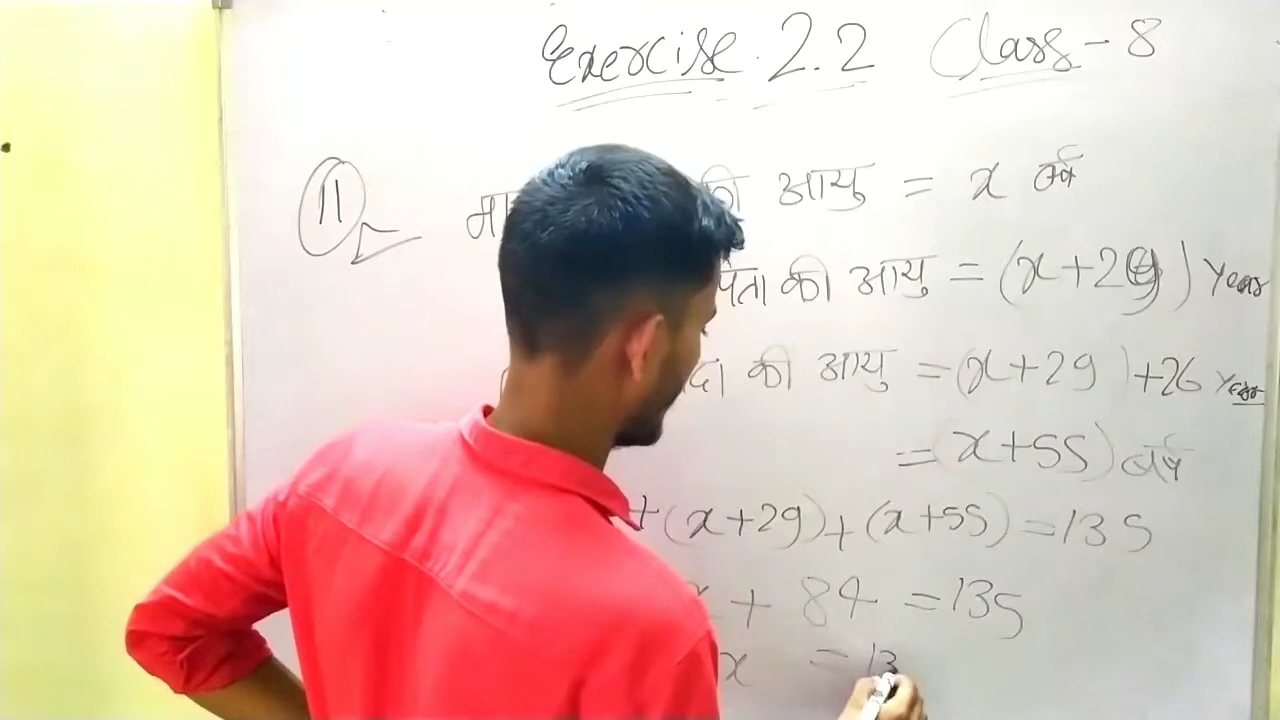 Exercise 2.2 Class-8
11 की आयु = x वर्ष
पिता की आयु = (x+29) Years
की आयु = (x+29)+26 Years
= (x+55) वर्ष
+(x+29)+(x+55)=135
x + 84 = 135
x = 13